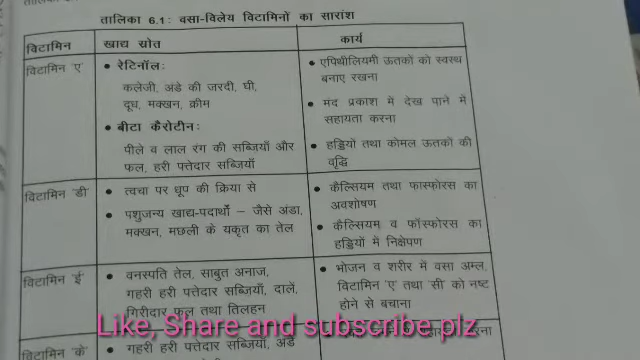 तालिका 6.1: वसा-विलेय विटामिनों का सारांश
विटामिन
खाद्य स्रोत
कार्य
विटामिन 'ए'
• रेटिनॉल:
कलेजी, अंडे की जरदी, घी,
दूध, मक्खन, क्रीम
• बीटा कैरोटीन:
पीले व लाल रंग की सब्जियाँ और
फल, हरी पत्तेदार सब्जियाँ
• एपिथीलियमी ऊतकों को स्वस्थ
बनाए रखना
• मंद प्रकाश में देख पाने में
सहायता करना
• हड्डियों तथा कोमल ऊतकों की
वृद्धि
विटामिन 'डी'
• त्वचा पर धूप की क्रिया से
• पशुजन्य खाद्य-पदार्थों – जैसे अंडा,
मक्खन, मछली के यकृत का तेल
• कैल्सियम तथा फास्फोरस का
अवशोषण
• कैल्सियम व फॉस्फोरस का
हड्डियों में निक्षेपण
विटामिन 'ई'
• वनस्पति तेल, साबुत अनाज,
गहरी हरी पत्तेदार सब्जियाँ, दालें,
गिरीदार फल तथा तिलहन
• भोजन व शरीर में वसा अम्ल,
विटामिन 'ए' तथा 'सी' को नष्ट
होने से बचाना
Like, Share and subscribe plz
विटामिन 'के'
• गहरी हरी पत्तेदार सब्जियाँ, अंडे